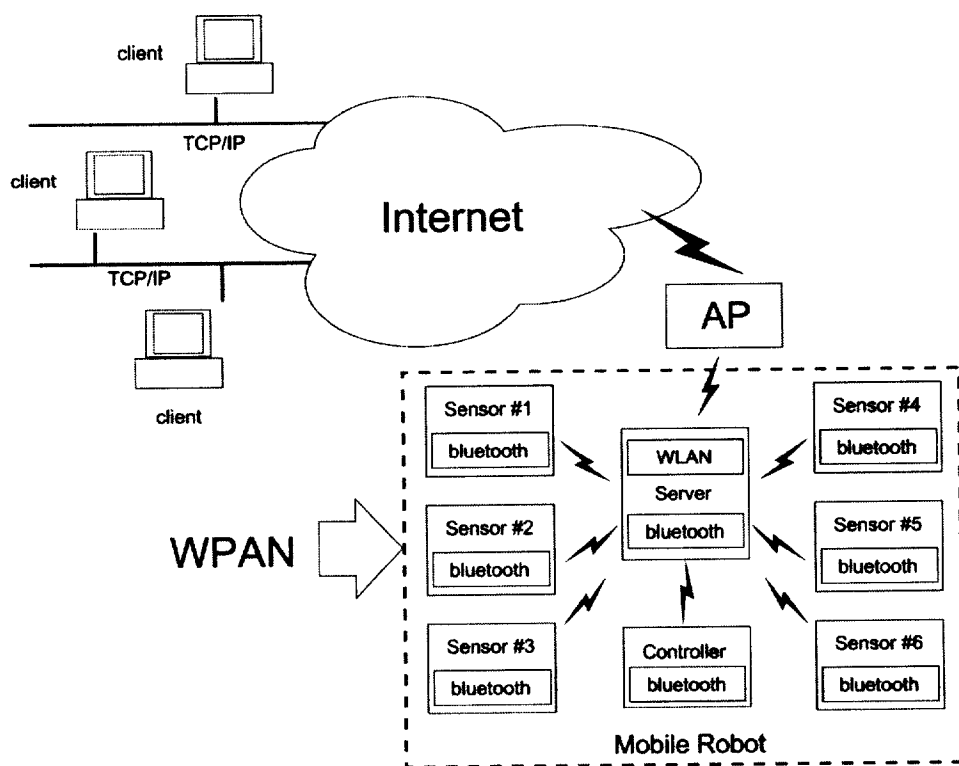 client
TCP/IP
client
Internet
TCP/IP
client
AP
Sensor #1
bluetooth
WLAN
Server
bluetooth
Sensor #4
bluetooth
WPAN
Sensor #2
bluetooth
Sensor #5
bluetooth
Sensor #3
bluetooth
Controller
bluetooth
Sensor #6
bluetooth
Mobile Robot